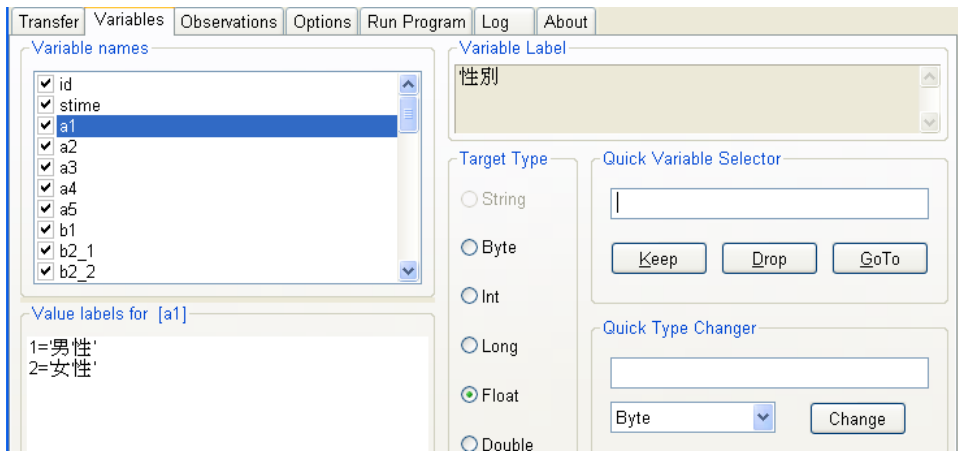 Transfer Variables Observations Options Run Program Log About
Variable names
id
stime
a1
a2
a3
a4
a5
b1
b2_1
b2_2
Value labels for [a1]
1='男性'
2='女性'
Variable Label
性別
Target Type
String
Byte
Int
Long
Float
Double
Quick Variable Selector
Keep Drop GoTo
Quick Type Changer
Byte Change